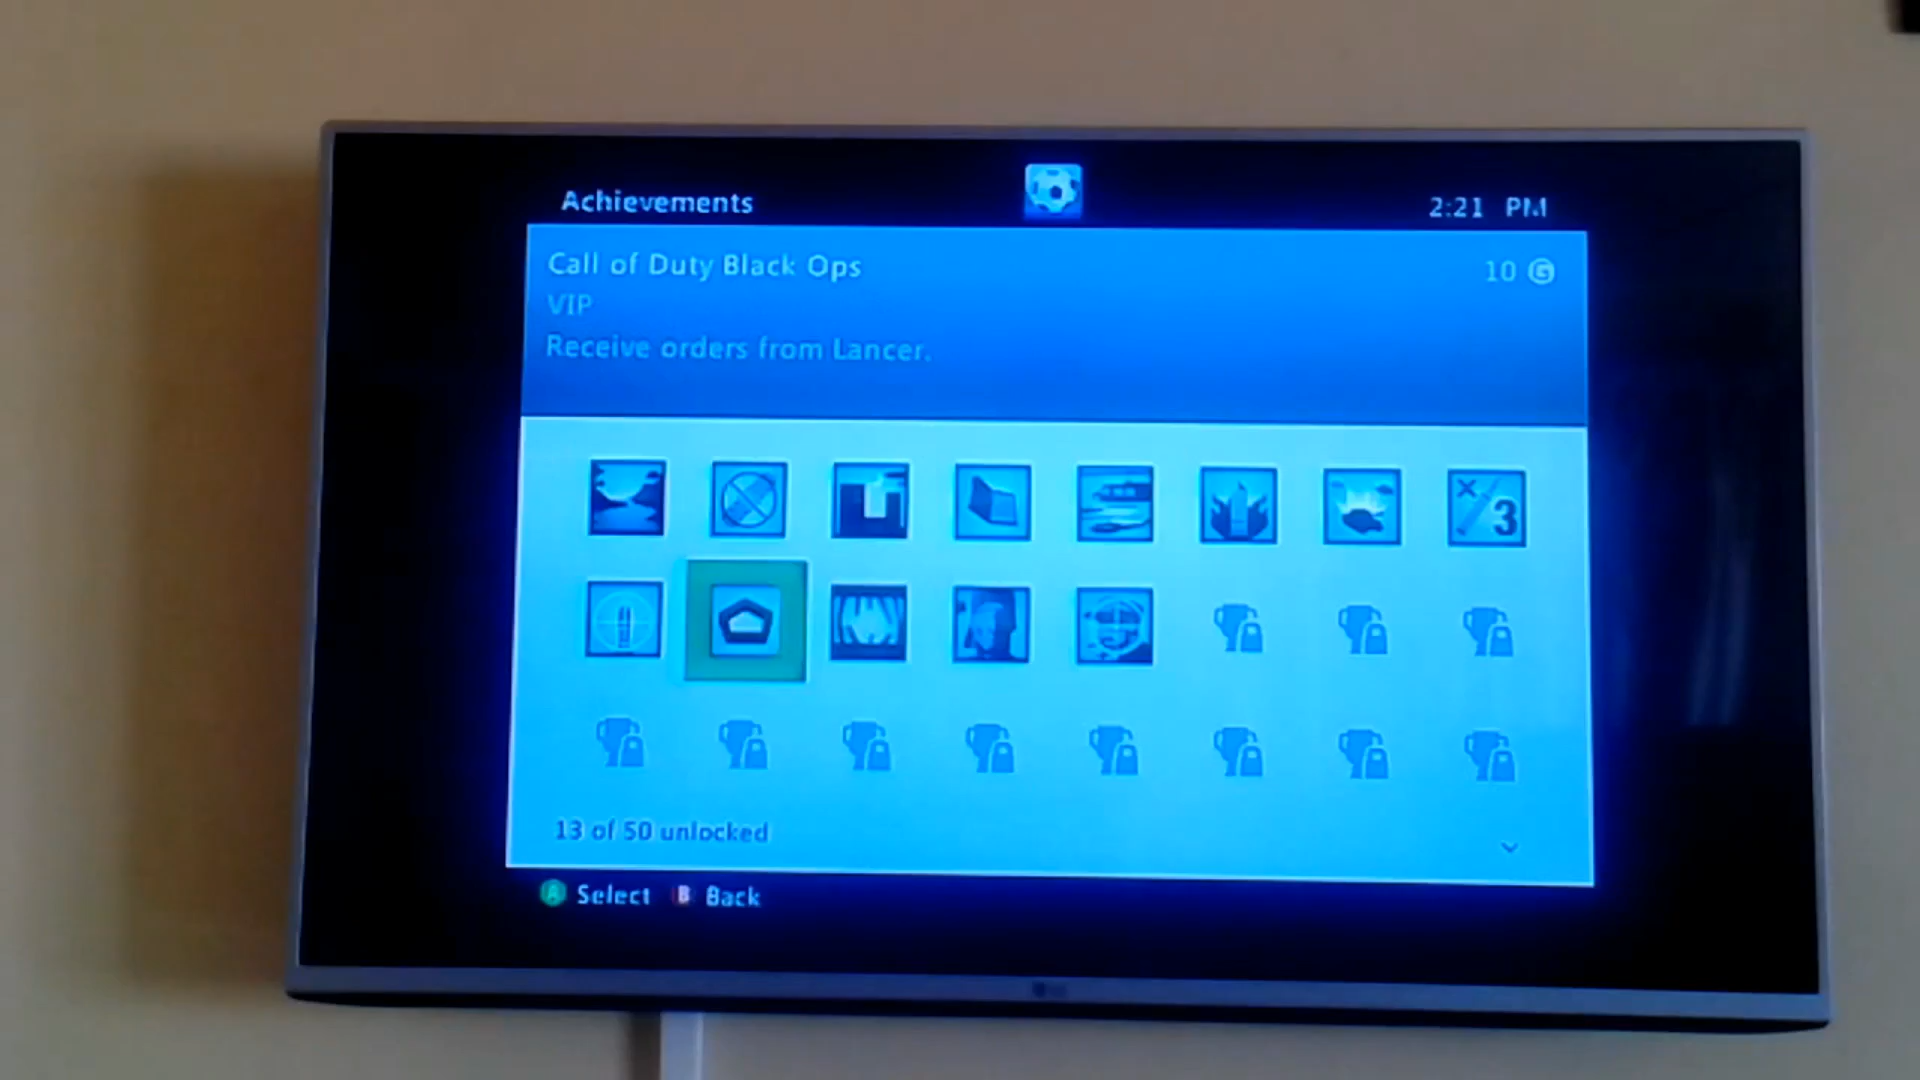 Achievements
2:21 PM
Call of Duty Black Ops
10 G
VIP
Receive orders from Lancer.
3
13 of 50 unlocked
A Select B Back